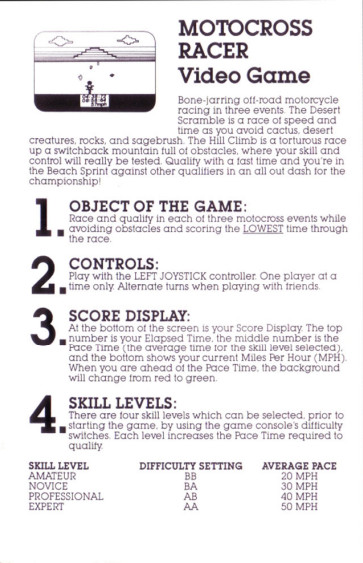 MOTOCROSS
RACER
Video Game
Bone-jarring off-road motorcycle
racing in three events. The Desert
Scramble is a race of speed and
time as you avoid cactus, desert
creatures, rocks, and sagebrush. The Hill Climb is a torturous race
up a switchback mountain full of obstacles, where your skill and
control will really be tested. Quality with a fast time and you're in
the Beach Sprint against other qualifiers in an all out dash for the
championship!
1. OBJECT OF THE GAME:
Race and qualify in each of three motocross events while
avoiding obstacles and scoring the LOWEST time through
the race.
2. CONTROLS:
Play with the LEFT JOYSTICK controller. One player at a
time only. Alternate turns when playing with friends.
3. SCORE DISPLAY:
At the bottom of the screen is your Score Display. The top
number is your Elapsed Time, the middle number is the
Pace Time (the average time for the skill level selected),
and the bottom shows your current Miles Per Hour (MPH).
When you are ahead of the Pace Time, the background
will change from red to green.
4. SKILL LEVELS:
There are four skill levels which can be selected, prior to
starting the game, by using the game console's difficulty
switches. Each level increases the Pace Time required to
qualify.
SKILL LEVEL DIFFICULTY SETTING AVERAGE PACE
AMATEUR BB 20 MPH
NOVICE BA 30 MPH
PROFESSIONAL AB 40 MPH
EXPERT AA 50 MPH